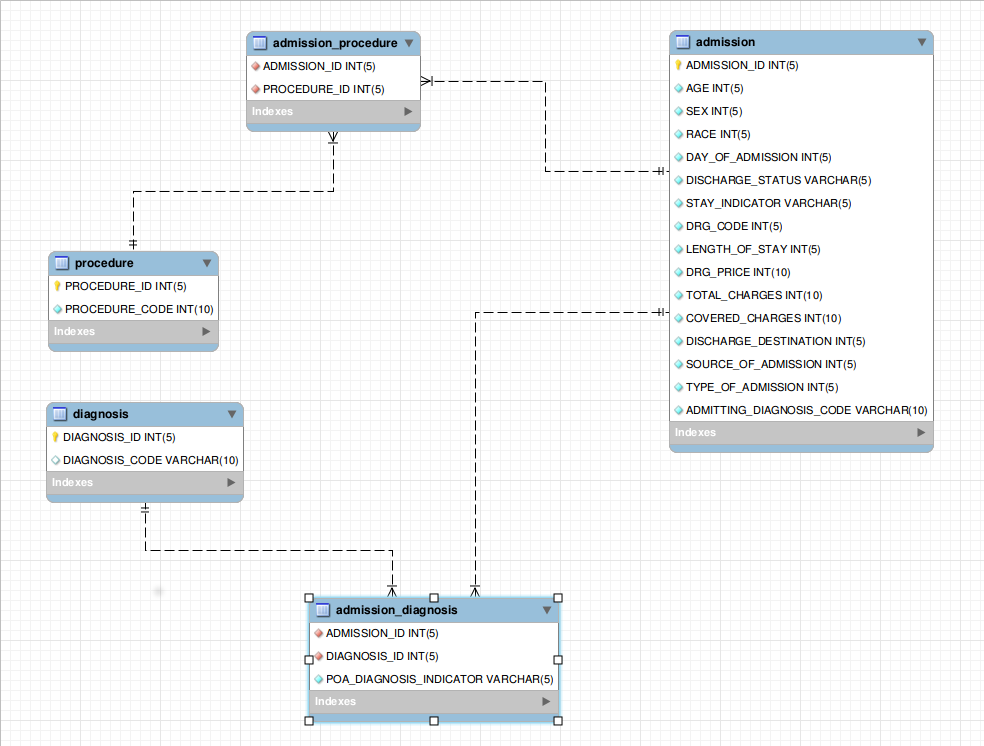 admission_procedure
ADMISSION_ID INT(5)
PROCEDURE_ID INT(5)
Indexes
admission
ADMISSION_ID INT(5)
AGE INT(5)
SEX INT(5)
RACE INT(5)
DAY_OF_ADMISSION INT(5)
DISCHARGE_STATUS VARCHAR(5)
STAY_INDICATOR VARCHAR(5)
DRG_CODE INT(5)
LENGTH_OF_STAY INT(5)
DRG_PRICE INT(10)
TOTAL_CHARGES INT(10)
COVERED_CHARGES INT(10)
DISCHARGE_DESTINATION INT(5)
SOURCE_OF_ADMISSION INT(5)
TYPE_OF_ADMISSION INT(5)
ADMITTING_DIAGNOSIS_CODE VARCHAR(10)
Indexes
procedure
PROCEDURE_ID INT(5)
PROCEDURE_CODE INT(10)
Indexes
diagnosis
DIAGNOSIS_ID INT(5)
DIAGNOSIS_CODE VARCHAR(10)
Indexes
admission_diagnosis
ADMISSION_ID INT(5)
DIAGNOSIS_ID INT(5)
POA_DIAGNOSIS_INDICATOR VARCHAR(5)
Indexes